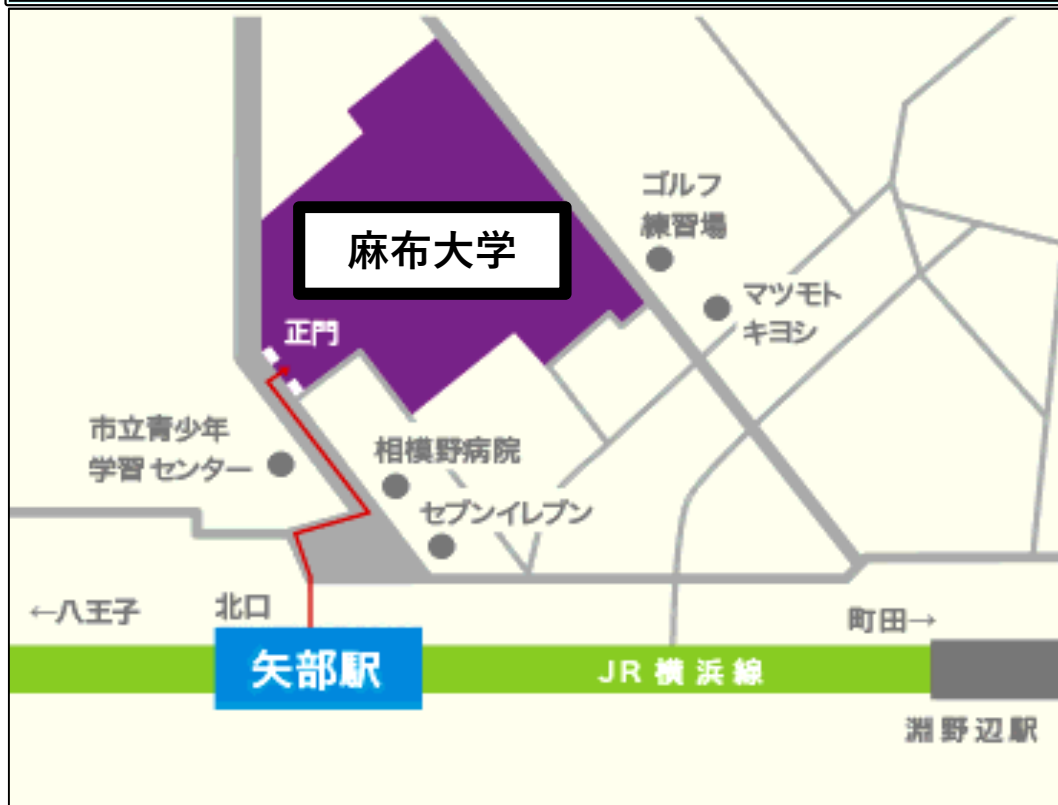 ゴルフ
練習場
麻布大学
マツモト
キヨシ
正門
市立青少年
学習センター
相模野病院
セブンイレブン
←八王子
北口
町田→
矢部駅
JR横浜線
淵野辺駅